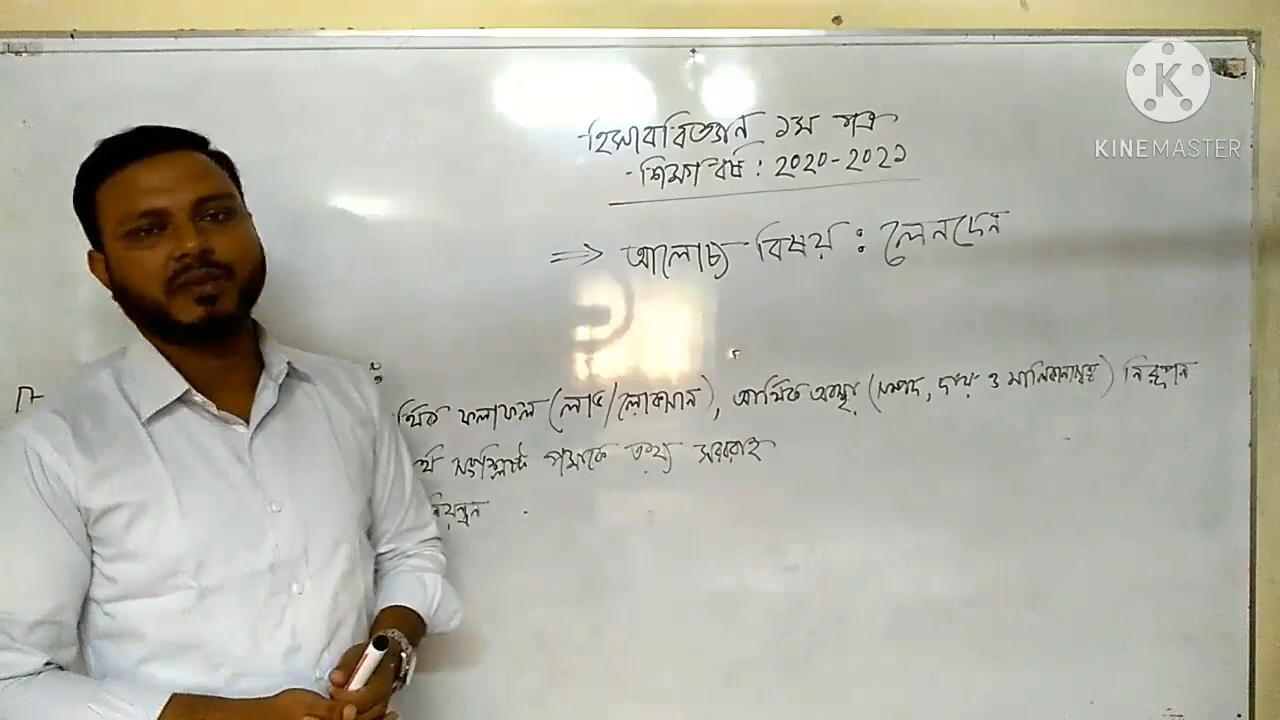 K
KINEMASTER
হিসাববিজ্ঞান ১ম পত্র
শিক্ষাবর্ষ : ২০২০-২০২১
⇒ আলোচ্য বিষয় : লেনদেন
র্থিক ফলাফল (লাভ/লোকসান), আর্থিক অবস্থা (সম্পদ, দায় ও মালিকানাস্বত্ব) নিরূপন
সংশ্লিষ্ট পক্ষকে তথ্য সরবরাহ
নিয়ন্ত্রন